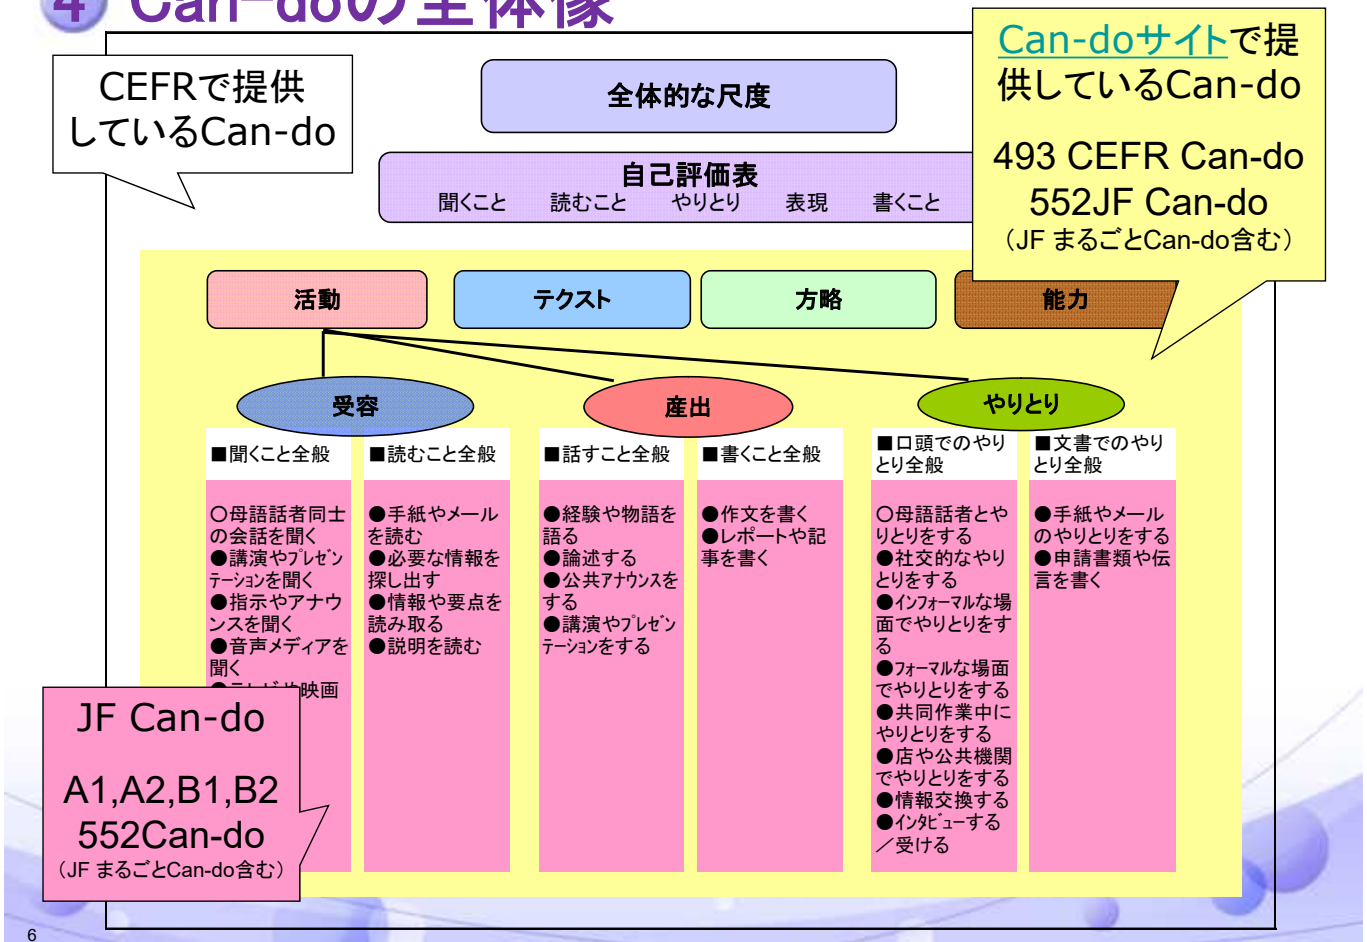 4 Can-doの全体像
CEFRで提供
しているCan-do
全体的な尺度
Can-doサイトで提
供しているCan-do
493 CEFR Can-do
552JF Can-do
（JF まるごとCan-do含む）
自己評価表
聞くこと 読むこと やりとり 表現 書くこと
活動
テクスト
方略
能力
受容
産出
やりとり
■聞くこと全般
○母語話者同士
の会話を聞く
●講演やﾌﾟﾚｾﾞﾝ
ﾃｰｼｮﾝを聞く
●指示やアナウ
ンスを聞く
●音声メディアを
聞く
映画
■読むこと全般
●手紙やメール
を読む
●必要な情報を
探し出す
●情報や要点を
読み取る
●説明を読む
■話すこと全般
●経験や物語を
語る
●論述する
●公共ｱﾅｳﾝｽを
する
●講演やﾌﾟﾚｾﾞﾝ
ﾃｰｼｮﾝをする
■書くこと全般
●作文を書く
●レポートや記
事を書く
■口頭でのやり
とり全般
○母語話者とや
りとりをする
●社交的なやり
とりをする
●ｲﾝﾌｫｰﾏﾙな場
面でやりとりをす
る
●ﾌｫｰﾏﾙな場面
でやりとりをする
●共同作業中に
やりとりをする
●店や公共機関
でやりとりをする
●情報交換する
●ｲﾝﾀﾋﾞｭｰする
／受ける
■文書でのやり
とり全般
●手紙やメール
のやりとりをする
●申請書類や伝
言を書く
JF Can-do
A1,A2,B1,B2
552Can-do
（JF まるごとCan-do含む）
6